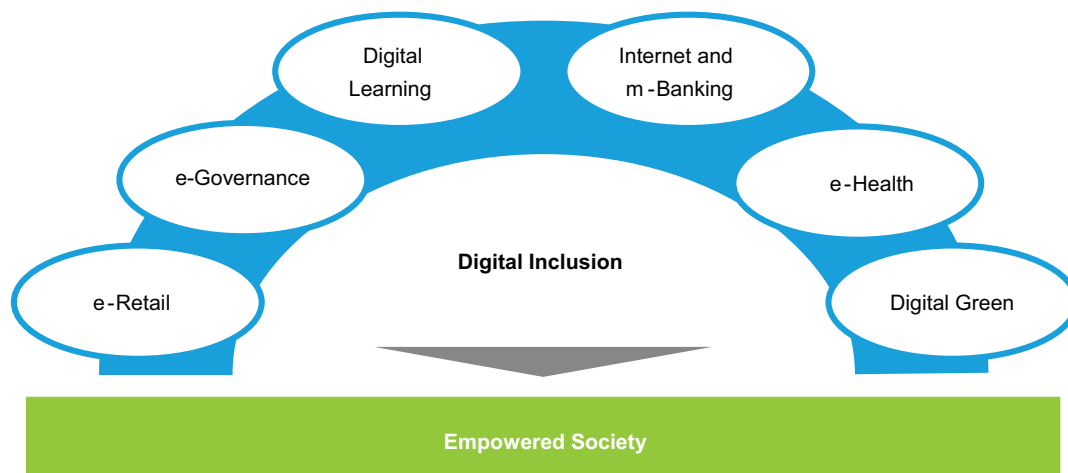 Digital
Learning
Internet and
m-Banking
e-Governance
e-Health
Digital Inclusion
e-Retail
Digital Green
Empowered Society